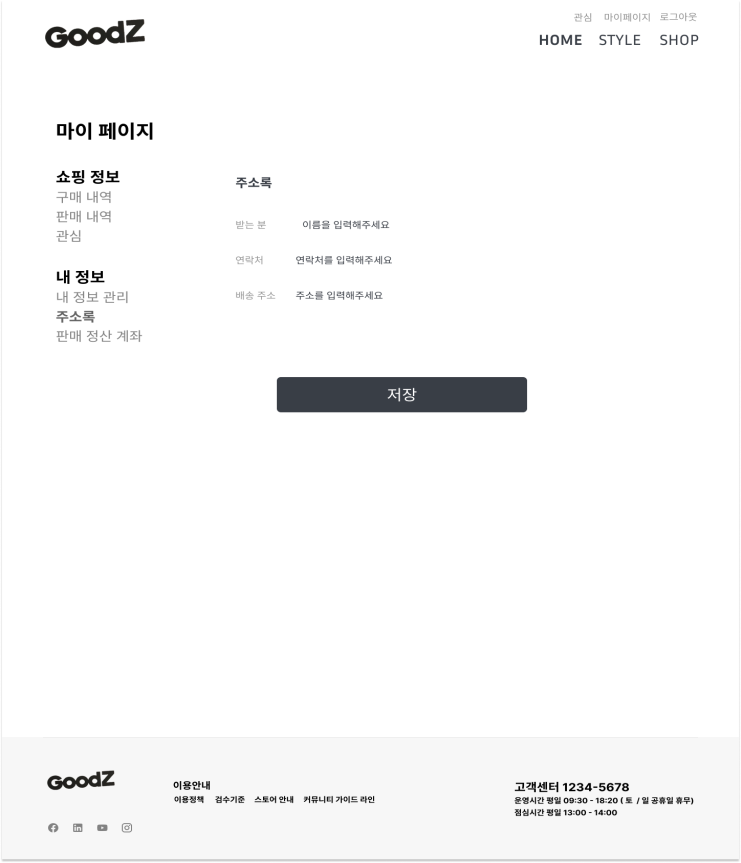 GoodZ
관심 마이페이지 로그아웃
HOME STYLE SHOP
마이 페이지
쇼핑 정보
구매 내역
판매 내역
관심
내 정보
내 정보 관리
주소록
판매 정산 계좌
주소록
받는 분 이름을 입력해주세요
연락처 연락처를 입력해주세요
배송 주소 주소를 입력해주세요
저장
GoodZ
이용안내
이용정책 검수기준 스토어 안내 커뮤니티 가이드 라인
고객센터 1234-5678
운영시간 평일 09:30 - 18:20 ( 토 / 일 공휴일 휴무)
점심시간 평일 13:00 - 14:00